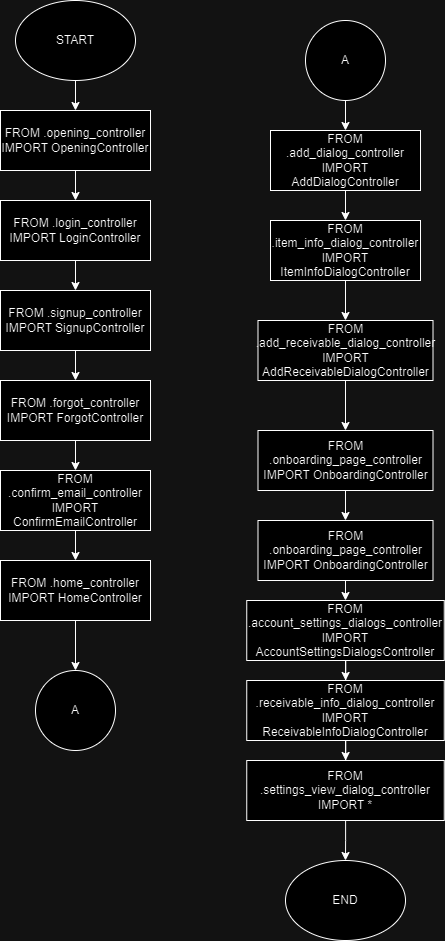 START
FROM .opening_controller
IMPORT OpeningController
FROM .login_controller
IMPORT LoginController
FROM .signup_controller
IMPORT SignupController
FROM .forgot_controller
IMPORT ForgotController
FROM
.confirm_email_controller
IMPORT
ConfirmEmailController
FROM .home_controller
IMPORT HomeController
A
A
FROM
.add_dialog_controller
IMPORT
AddDialogController
FROM
.item_info_dialog_controller
IMPORT
ItemInfoDialogController
FROM
.add_receivable_dialog_controller
IMPORT
AddReceivableDialogController
FROM
.onboarding_page_controller
IMPORT OnboardingController
FROM
.onboarding_page_controller
IMPORT OnboardingController
FROM
.account_settings_dialogs_controller
IMPORT
AccountSettingsDialogsController
FROM
.receivable_info_dialog_controller
IMPORT
ReceivableInfoDialogController
FROM
.settings_view_dialog_controller
IMPORT *
END